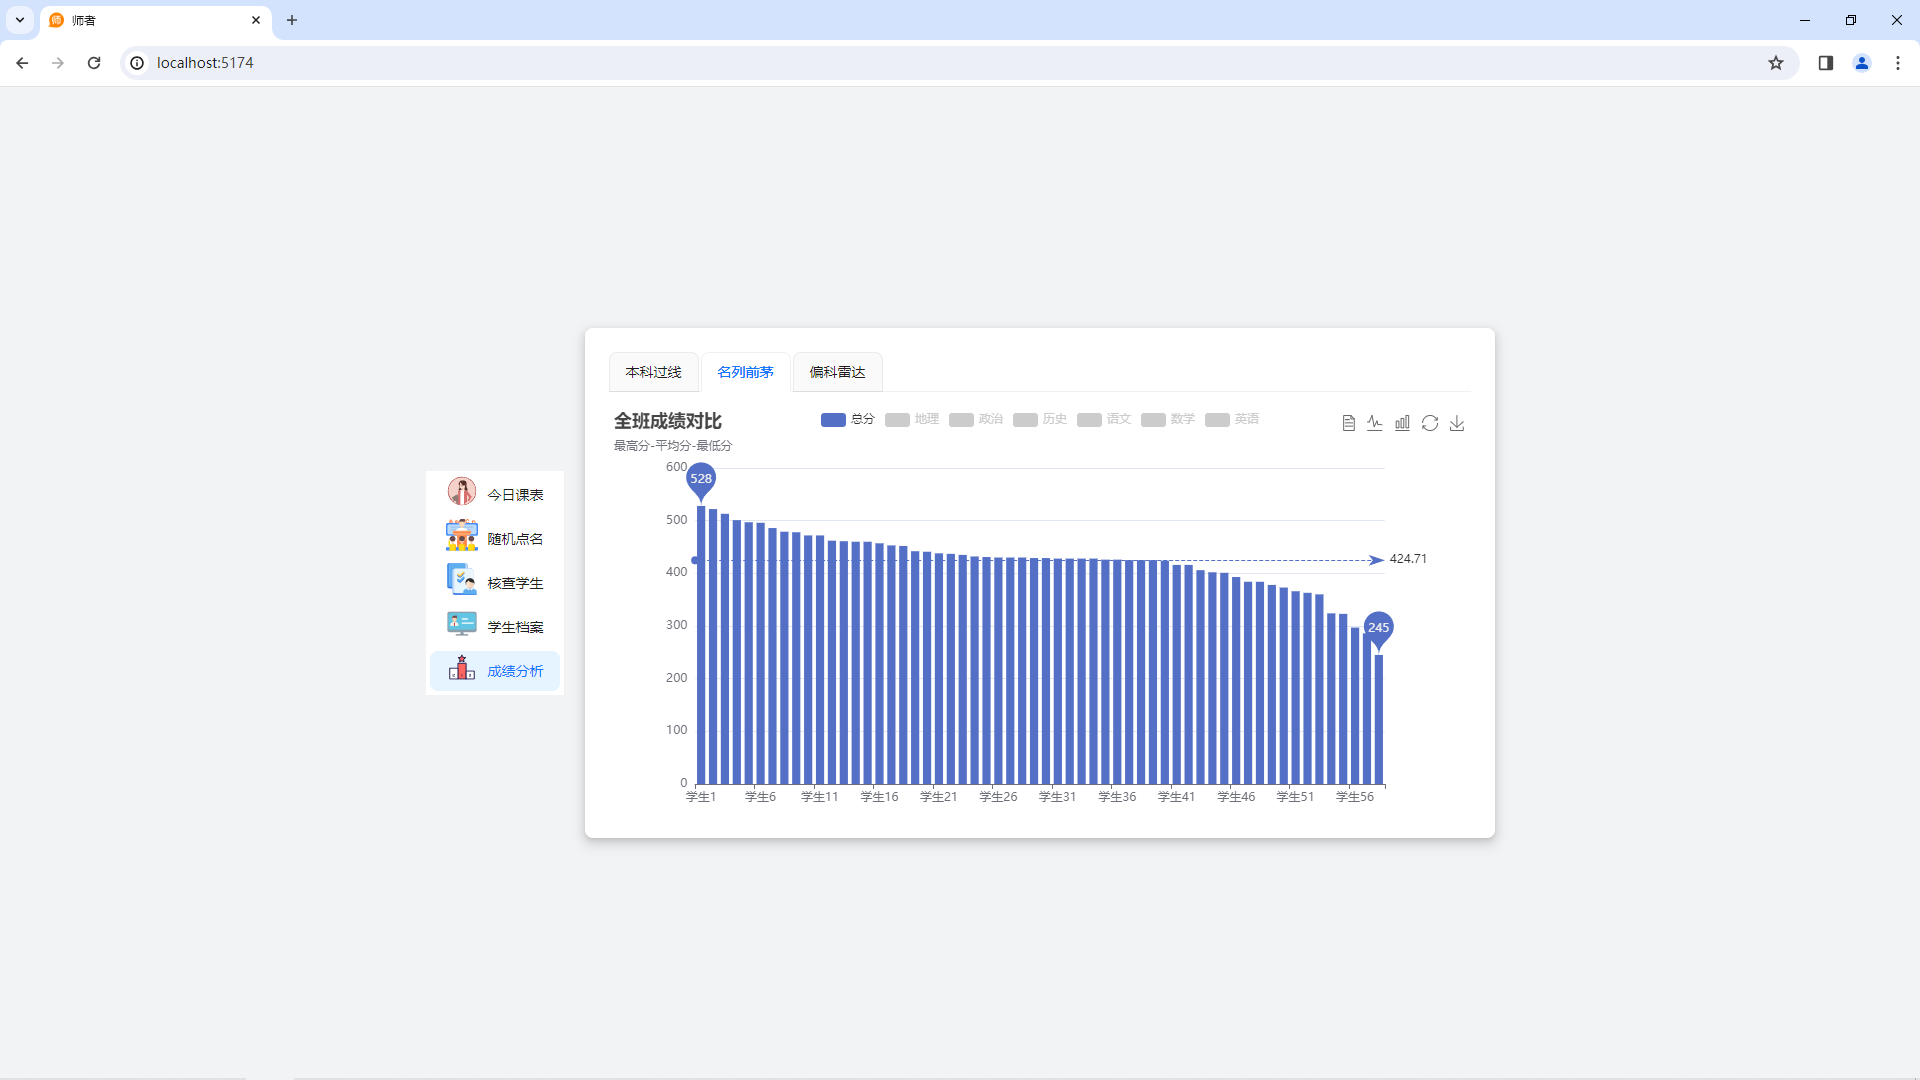 师者
localhost:5174
今日课表
随机点名
核查学生
学生档案
成绩分析
本科过线 名列前茅 偏科雷达
全班成绩对比
最高分-平均分-最低分
总分 地理 政治 历史 语文 数学 英语
600
500
400
300
200
100
0
528
424.71
245
学生1 学生6 学生11 学生16 学生21 学生26 学生31 学生36 学生41 学生46 学生51 学生56